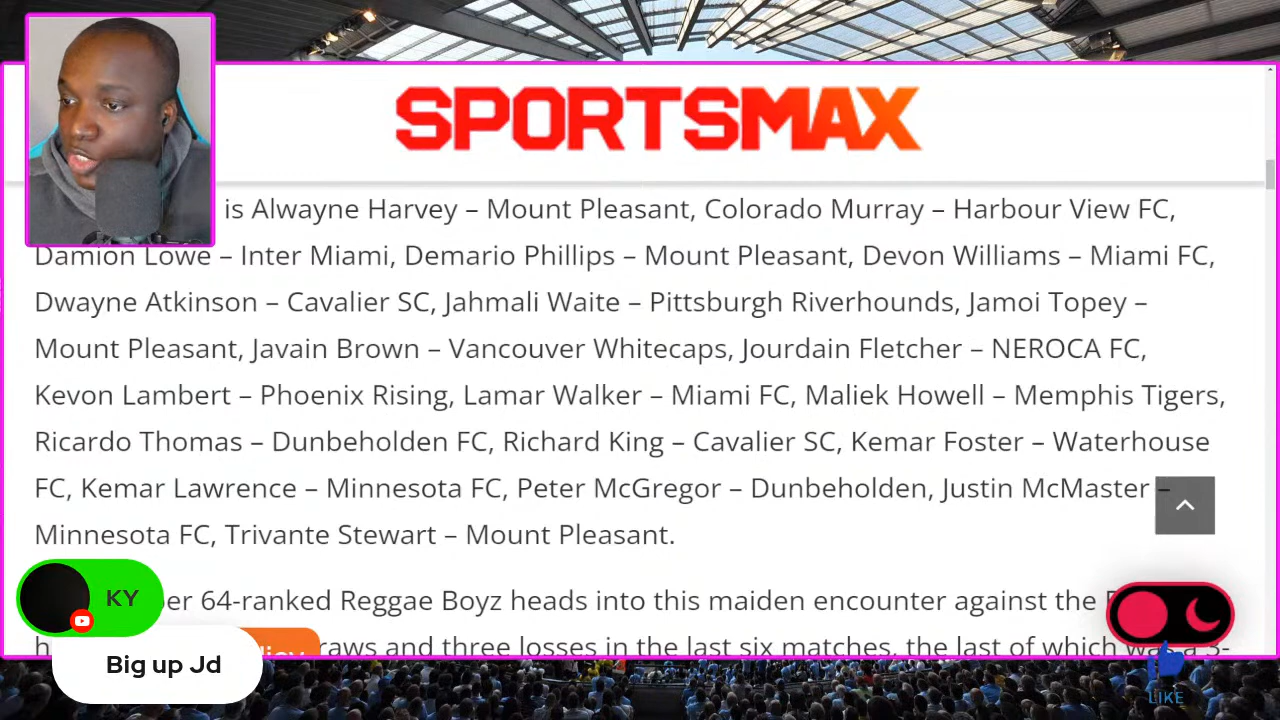 SPORTSMAX
is Alwayne Harvey – Mount Pleasant, Colorado Murray – Harbour View FC,
Damion Lowe – Inter Miami, Demario Phillips – Mount Pleasant, Devon Williams – Miami FC,
Dwayne Atkinson – Cavalier SC, Jahmali Waite – Pittsburgh Riverhounds, Jamoi Topey –
Mount Pleasant, Javain Brown – Vancouver Whitecaps, Jourdain Fletcher – NEROCA FC,
Kevon Lambert – Phoenix Rising, Lamar Walker – Miami FC, Maliek Howell – Memphis Tigers,
Ricardo Thomas – Dunbeholden FC, Richard King – Cavalier SC, Kemar Foster – Waterhouse
FC, Kemar Lawrence – Minnesota FC, Peter McGregor – Dunbeholden, Justin McMaster –
Minnesota FC, Trivante Stewart – Mount Pleasant.
64-ranked Reggae Boyz heads into this maiden encounter against the
and three losses in the last six matches, the last of which was a 3-
KY
Big up Jd
LIKE